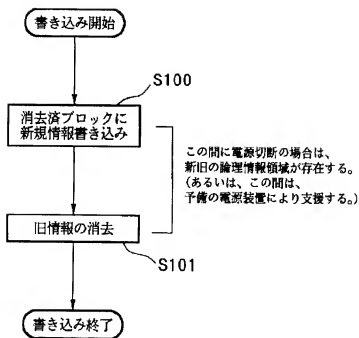 書き込み開始
S100
消去済ブロックに
新規情報書き込み
この間に電源切断の場合は、
新旧の論理情報領域が存在する。
(あるいは、この間は、
予備の電源装置により支援する。)
旧情報の消去
S101
書き込み終了